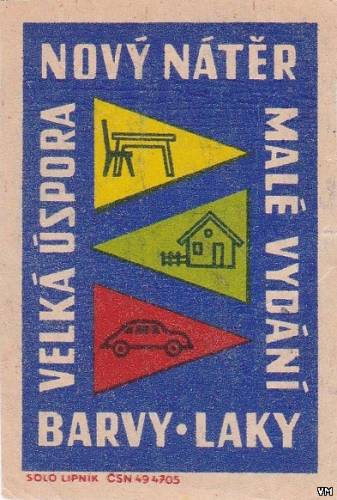 NOVÝ NÁTĚR
VELKÁ ÚSPORA
MALÉ VYDÁNÍ
BARVY · LAKY
SOLO LIPNÍK ČSN 49 4705
VM